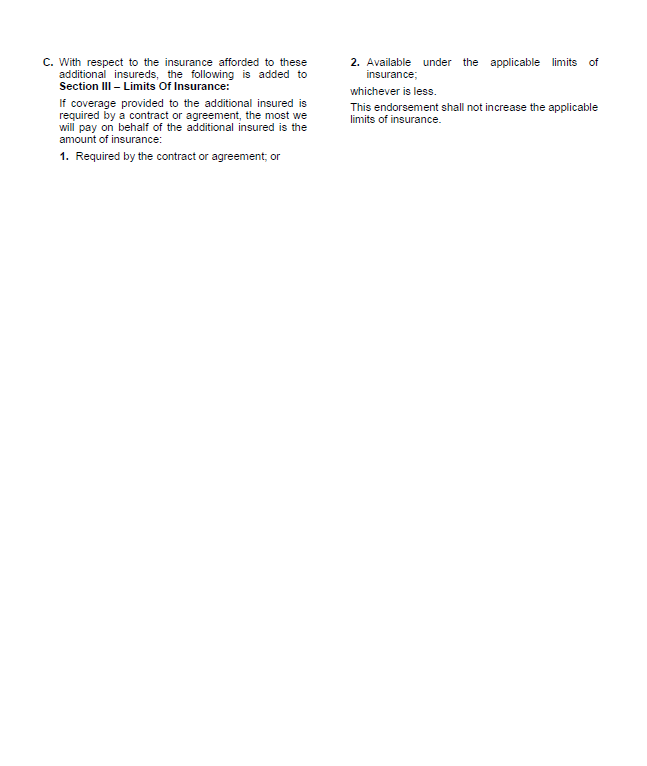 C. With respect to the insurance afforded to these
additional insureds, the following is added to
Section III – Limits Of Insurance:
If coverage provided to the additional insured is
required by a contract or agreement, the most we
will pay on behalf of the additional insured is the
amount of insurance:
1. Required by the contract or agreement; or
2. Available under the applicable limits of
insurance;
whichever is less.
This endorsement shall not increase the applicable
limits of insurance.